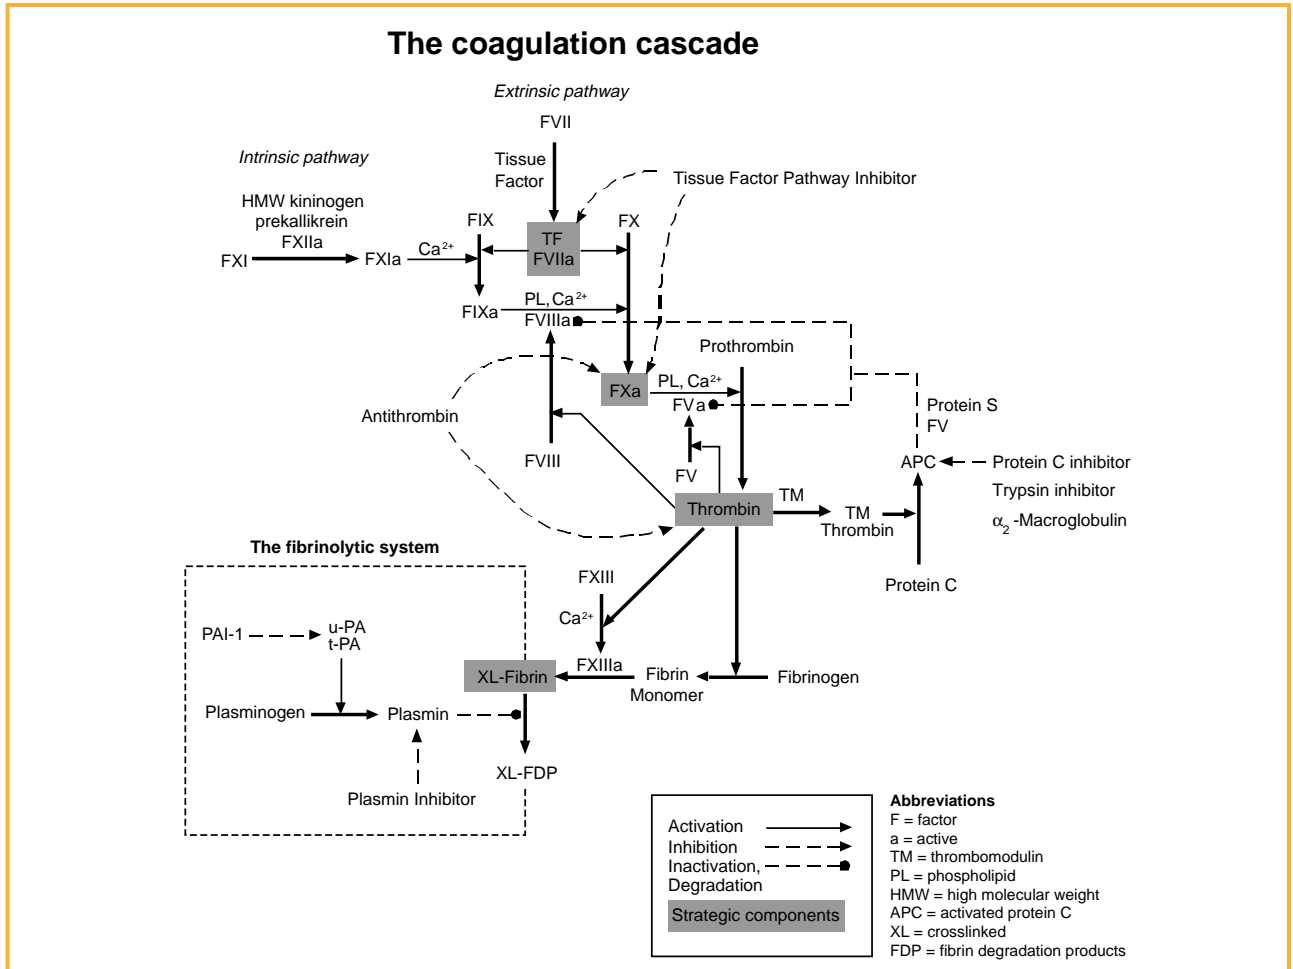 The coagulation cascade
Extrinsic pathway
FVII
Intrinsic pathway
Tissue
Factor
Tissue Factor Pathway Inhibitor
HMW kininogen
prekallikrein
FXIIa
FIX
FX
TF
FVIIa
FXI
FXIa
Ca2+
FIXa
PL, Ca2+
FVIIIa
Prothrombin
FXa
PL, Ca2+
FVa
Antithrombin
Protein S
FV
FVIII
FV
APC
Protein C inhibitor
Trypsin inhibitor
α2-Macroglobulin
Thrombin
TM
TM
Thrombin
Protein C
The fibrinolytic system
FXIII
Ca2+
FXIIIa
PAI-1
u-PA
t-PA
XL-Fibrin
Fibrin
Monomer
Fibrinogen
Plasminogen
Plasmin
XL-FDP
Plasmin Inhibitor
Activation
Inhibition
Inactivation,
Degradation
Strategic components
Abbreviations
F = factor
a = active
TM = thrombomodulin
PL = phospholipid
HMW = high molecular weight
APC = activated protein C
XL = crosslinked
FDP = fibrin degradation products